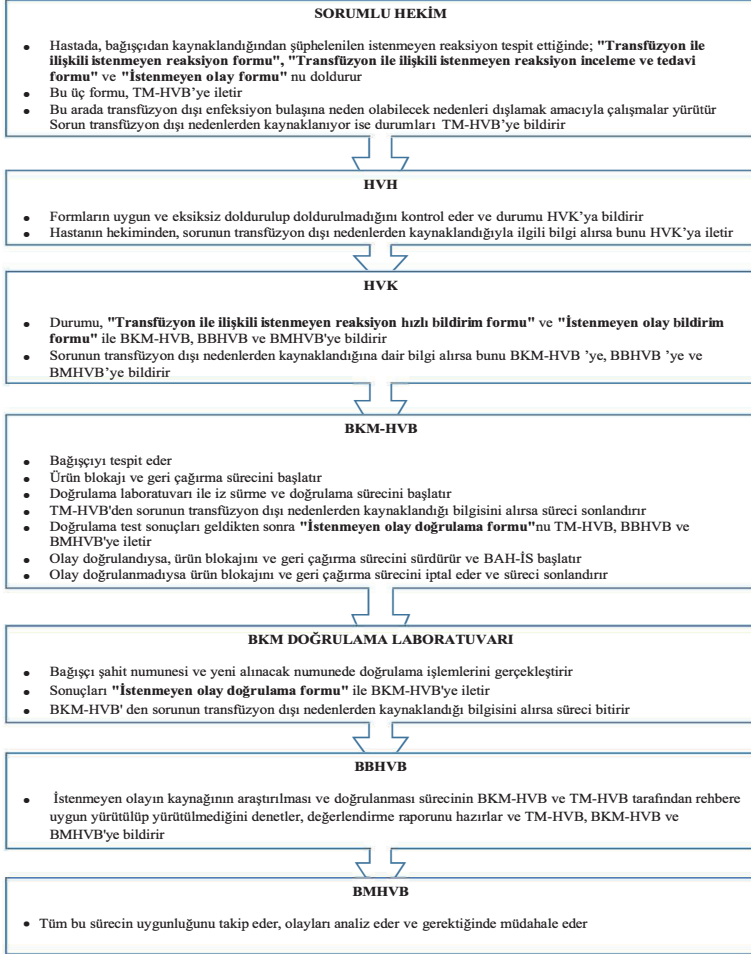 SORUMLU HEKİM
● Hastada, bağışçıdan kaynaklandığından şüphelenilen istenmeyen reaksiyon tespit ettiğinde; "Transfüzyon ile
ilişkili istenmeyen reaksiyon formu", "Transfüzyon ile ilişkili istenmeyen reaksiyon inceleme ve tedavi
formu" ve "İstenmeyen olay formu" nu doldurur
● Bu üç formu, TM-HVB'ye iletir
● Bu arada transfüzyon dışı enfeksiyon bulaşına neden olabilecek nedenleri dışlamak amacıyla çalışmalar yürütür
Sorun transfüzyon dışı nedenlerden kaynaklanıyor ise durumları TM-HVB'ye bildirir
HVH
● Formların uygun ve eksiksiz doldurulup doldurulmadığını kontrol eder ve durumu HVK'ya bildirir
● Hastanın hekiminden, sorunun transfüzyon dışı nedenlerden kaynaklandığıyla ilgili bilgi alırsa bunu HVK'ya iletir
HVK
● Durumu, "Transfüzyon ile ilişkili istenmeyen reaksiyon hızlı bildirim formu" ve "İstenmeyen olay bildirim
formu" ile BKM-HVB, BBHVB ve BMHVB'ye bildirir
● Sorunun transfüzyon dışı nedenlerden kaynaklandığına dair bilgi alırsa bunu BKM-HVB 'ye, BBHVB 'ye ve
BMHVB'ye bildirir
BKM-HVB
● Bağışçıyı tespit eder
● Ürün blokajı ve geri çağırma sürecini başlatır
● Doğrulama laboratuvarı ile iz sürme ve doğrulama sürecini başlatır
● TM-HVB'den sorunun transfüzyon dışı nedenlerden kaynaklandığı bilgisini alırsa süreci sonlandırır
● Doğrulama test sonuçları geldikten sonra "İstenmeyen olay doğrulama formu"nu TM-HVB, BBHVB ve
BMHVB'ye iletir
● Olay doğrulandıysa, ürün blokajını ve geri çağırma sürecini sürdürür ve BAH-İS başlatır
● Olay doğrulanmadıysa ürün blokajını ve geri çağırma sürecini iptal eder ve süreci sonlandırır
BKM DOĞRULAMA LABORATUVARI
● Bağışçı şahit numunesi ve yeni alınacak numunede doğrulama işlemlerini gerçekleştirir
● Sonuçları "İstenmeyen olay doğrulama formu" ile BKM-HVB'ye iletir
● BKM-HVB' den sorunun transfüzyon dışı nedenlerden kaynaklandığı bilgisini alırsa süreci bitirir
BBHVB
● İstenmeyen olayın kaynağının araştırılması ve doğrulanması sürecinin BKM-HVB ve TM-HVB tarafından rehbere
uygun yürütülüp yürütülmediğini denetler, değerlendirme raporunu hazırlar ve TM-HVB, BKM-HVB ve
BMHVB'ye bildirir
BMHVB
● Tüm bu sürecin uygunluğunu takip eder, olayları analiz eder ve gerektiğinde müdahale eder